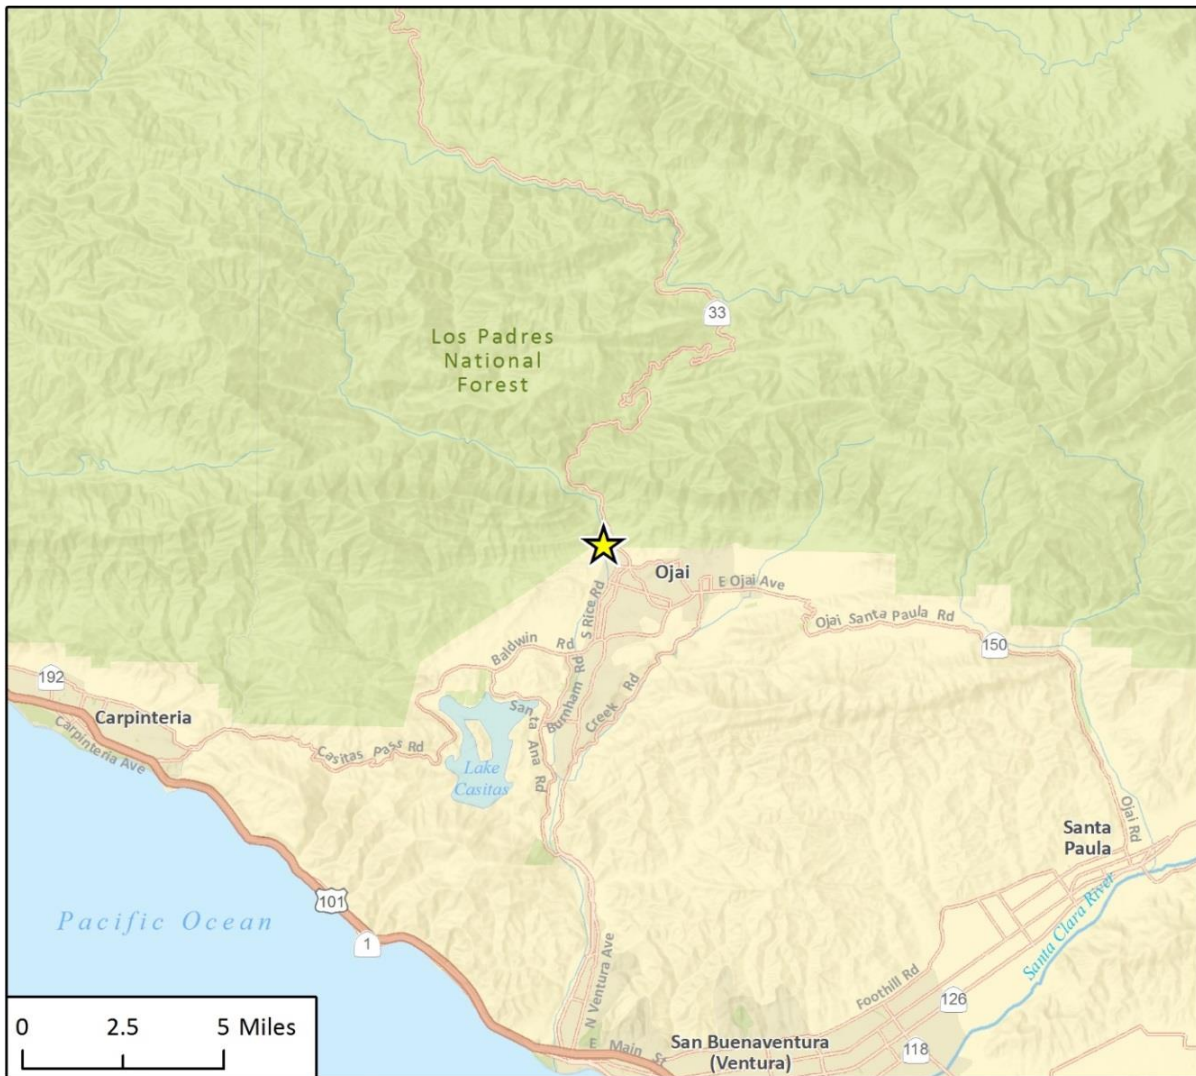 33
Los Padres
National
Forest
Ojai
E Ojai Ave
S Rice Rd
Ojai Santa Paula Rd
Baldwin Rd
150
192
Burnham Rd
Creek Rd
Santa Ana Rd
Carpinteria
Carpinteria Ave
Casitas Pass Rd
Lake
Casitas
Ojai Rd
Santa
Paula
101
Pacific Ocean
1
Santa Clara River
N Ventura Ave
Foothill Rd
126
0 2.5 5 Miles
E Main St
San Buenaventura
(Ventura)
118